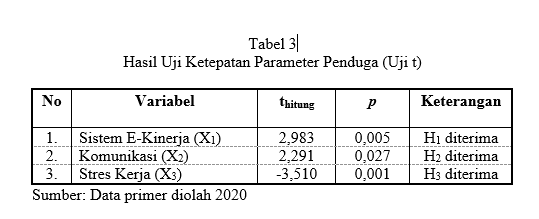 Tabel 3
Hasil Uji Ketepatan Parameter Penduga (Uji t)
No Variabel thitung p Keterangan
1. Sistem E-Kinerja (X1) 2,983 0,005 H1 diterima
2. Komunikasi (X2) 2,291 0,027 H2 diterima
3. Stres Kerja (X3) -3,510 0,001 H3 diterima
Sumber: Data primer diolah 2020